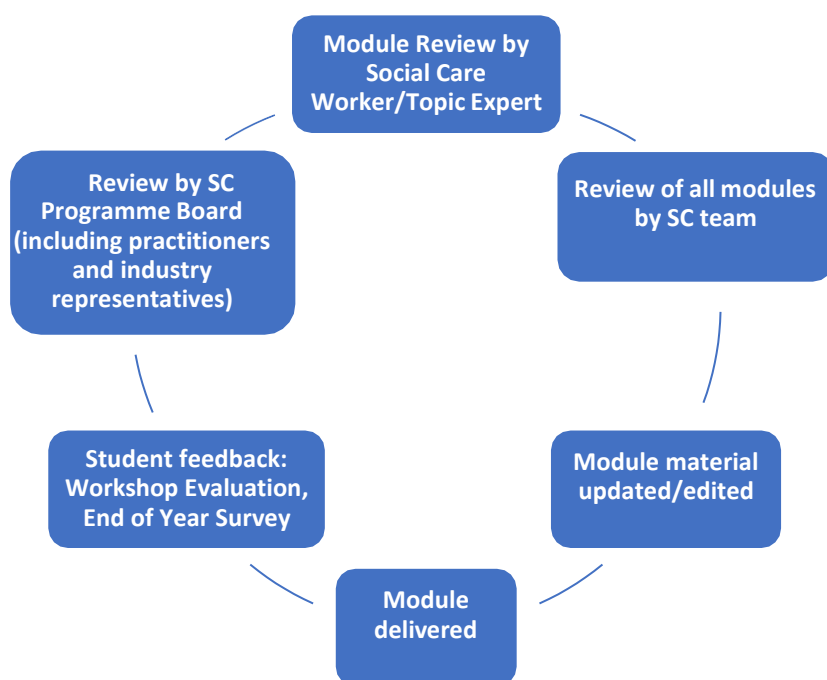 Module Review by
Social Care
Worker/Topic Expert
Review of all modules
by SC team
Module material
updated/edited
Module
delivered
Student feedback:
Workshop Evaluation,
End of Year Survey
Review by SC
Programme Board
(including practitioners
and industry
representatives)